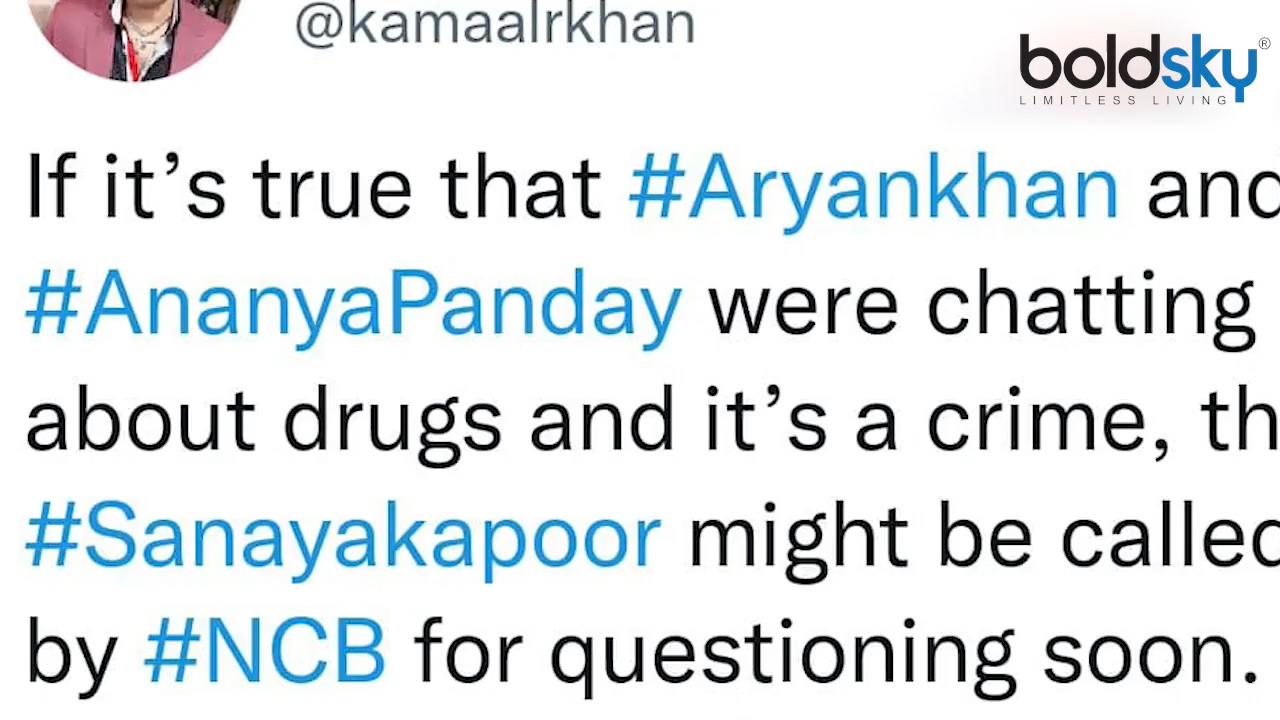 @kamaalrkhan
boldsky®
LIMITLESS LIVING
If it's true that #Aryankhan and
#AnanyaPanday were chatting
about drugs and it's a crime, th
#Sanayakapoor might be called
by #NCB for questioning soon.